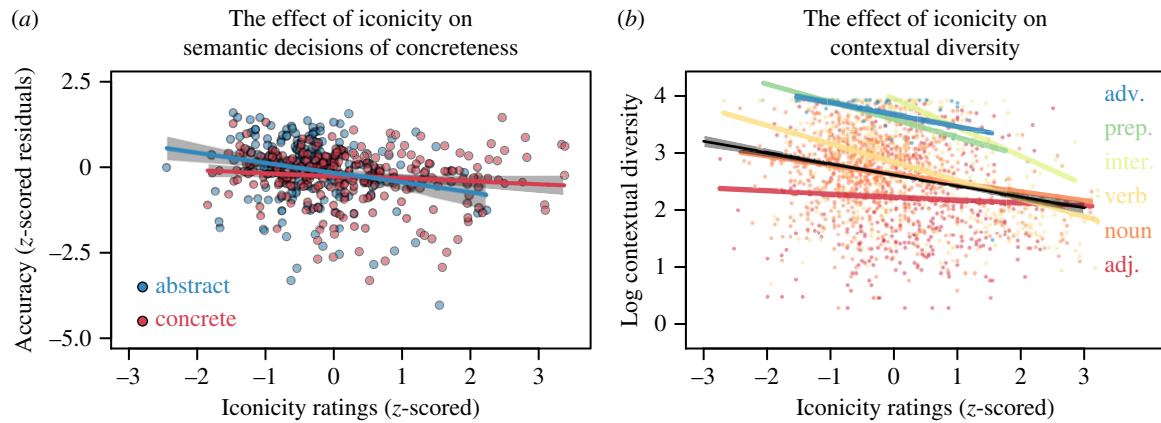 (a) The effect of iconicity on
semantic decisions of concreteness
Accuracy (z-scored residuals)
2.5
0
−2.5
−5.0
abstract
concrete
−3 −2 −1 0 1 2 3
Iconicity ratings (z-scored)
(b) The effect of iconicity on
contextual diversity
Log contextual diversity
4
3
2
1
0
adv.
prep.
inter.
verb
noun
adj.
−3 −2 −1 0 1 2 3
Iconicity ratings (z-scored)